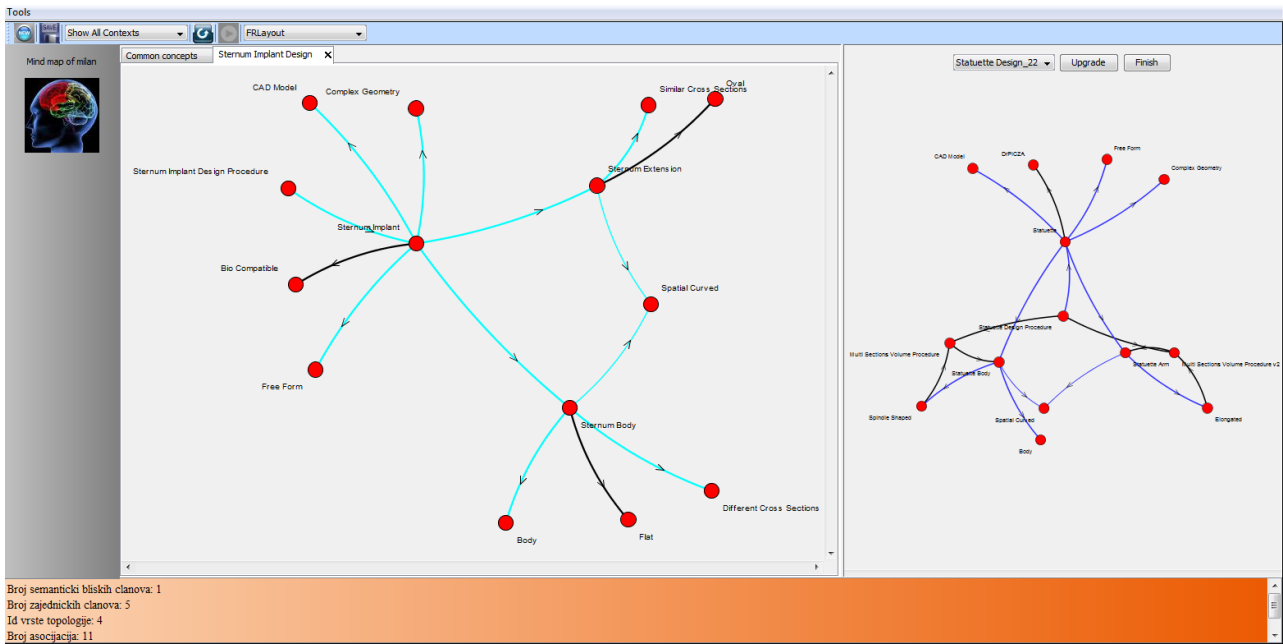 Tools
NEW
SAVE
Show All Contexts
FRLayout
Mind map of milan
Common concepts
Sternum Implant Design X
CAD Model
Complex Geometry
Similar Cross Sections
Oval
Sternum Implant Design Procedure
Sternum Extension
Sternum Implant
Bio Compatible
Spatial Curved
Free Form
Sternum Body
Different Cross Sections
Body
Flat
Statuette Design_22
Upgrade
Finish
CAD Model
DrPICZA
Free Form
Complex Geometry
Statuette
Statuette Design Procedure
Multi Sections Volume Procedure
Statuette Body
Statuette Arm
Multi Sections Volume Procedure v2
Spindle Shaped
Spatial Curved
Elongated
Body
Broj semanticki bliskih clanova: 1
Broj zajednickih clanova: 5
Id vrste topologije: 4
Broj asocijacija: 11